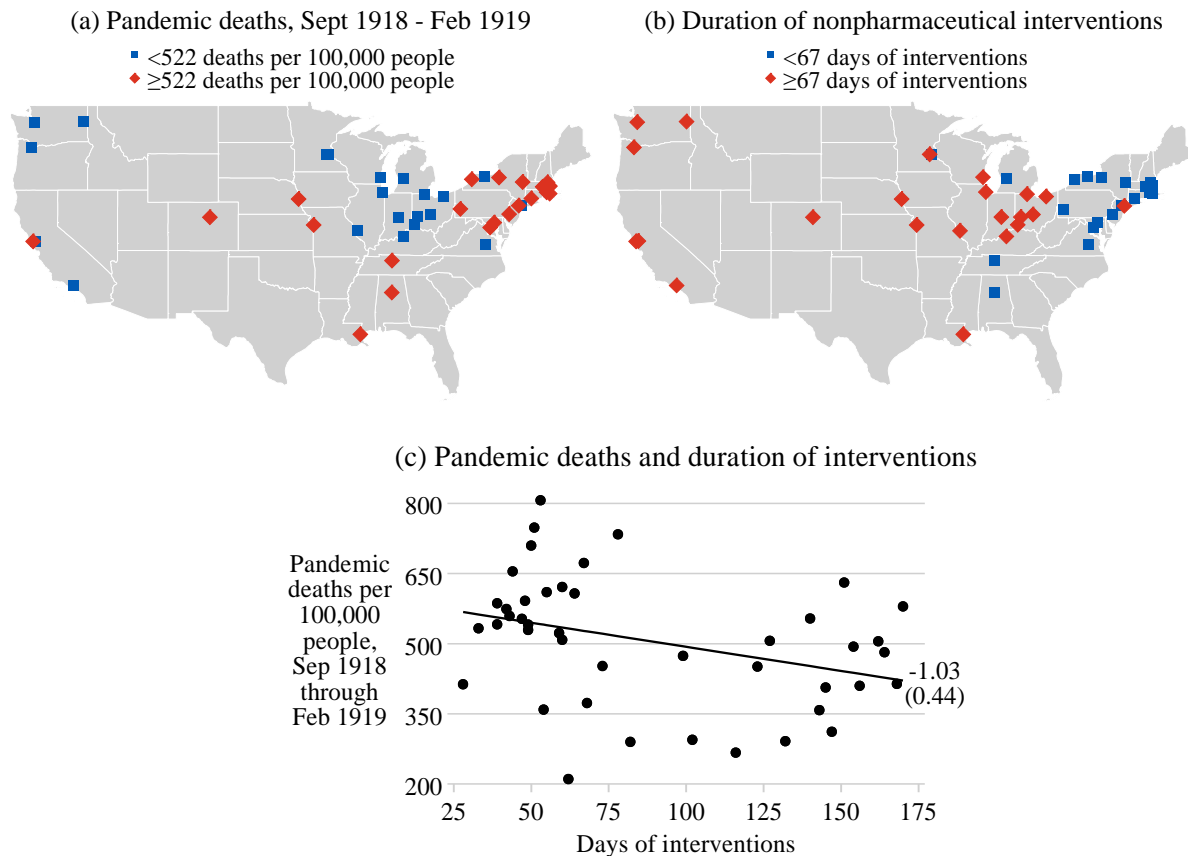 (a) Pandemic deaths, Sept 1918 - Feb 1919
<522 deaths per 100,000 people
≥522 deaths per 100,000 people
(b) Duration of nonpharmaceutical interventions
<67 days of interventions
≥67 days of interventions
(c) Pandemic deaths and duration of interventions
Pandemic
deaths per
100,000
people,
Sep 1918
through
Feb 1919
800
650
500
350
200
-1.03
(0.44)
25
50
75
100
125
150
175
Days of interventions